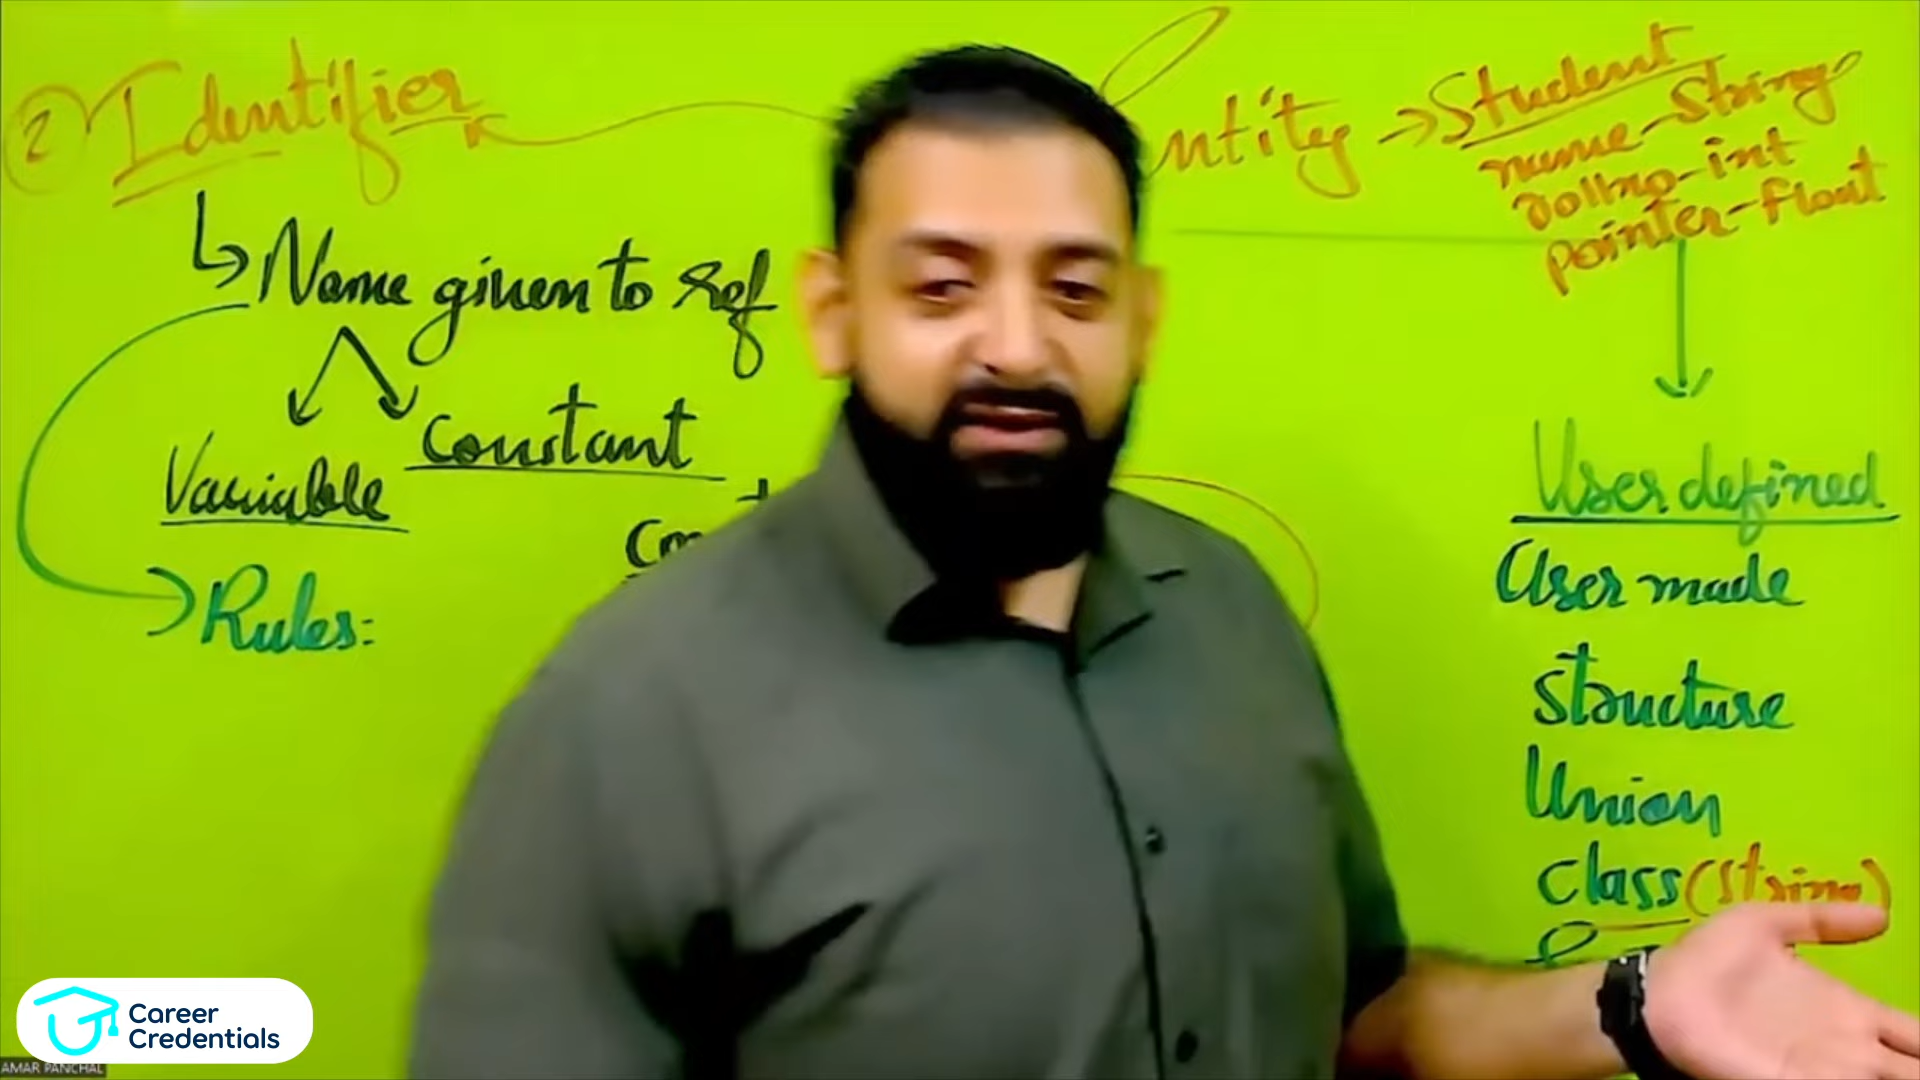 ② Identifier
Entity → Student
name - String
rollno - int
pointer - float
↳ Name given to ref
Variable
Constant
Rules:
User defined
User made
Structure
Union
class (string)
Career
Credentials
AMAR PANCHAL